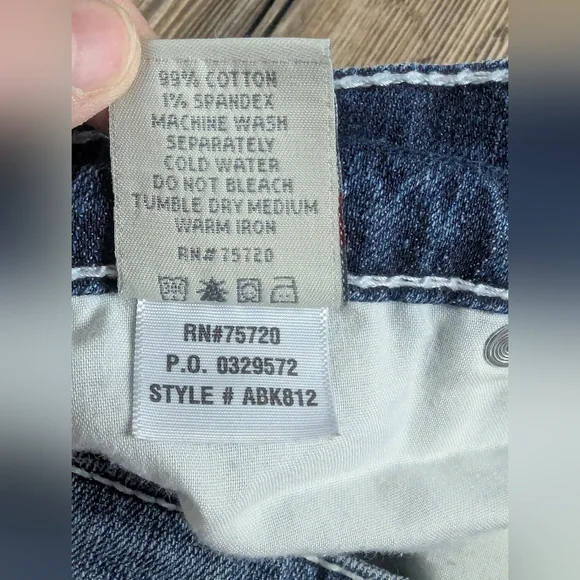 99% COTTON
1% SPANDEX
MACHINE WASH
SEPARATELY
COLD WATER
DO NOT BLEACH
TUMBLE DRY MEDIUM
WARM IRON
RN# 75720
RN#75720
P.O. 0329572
STYLE # ABK812